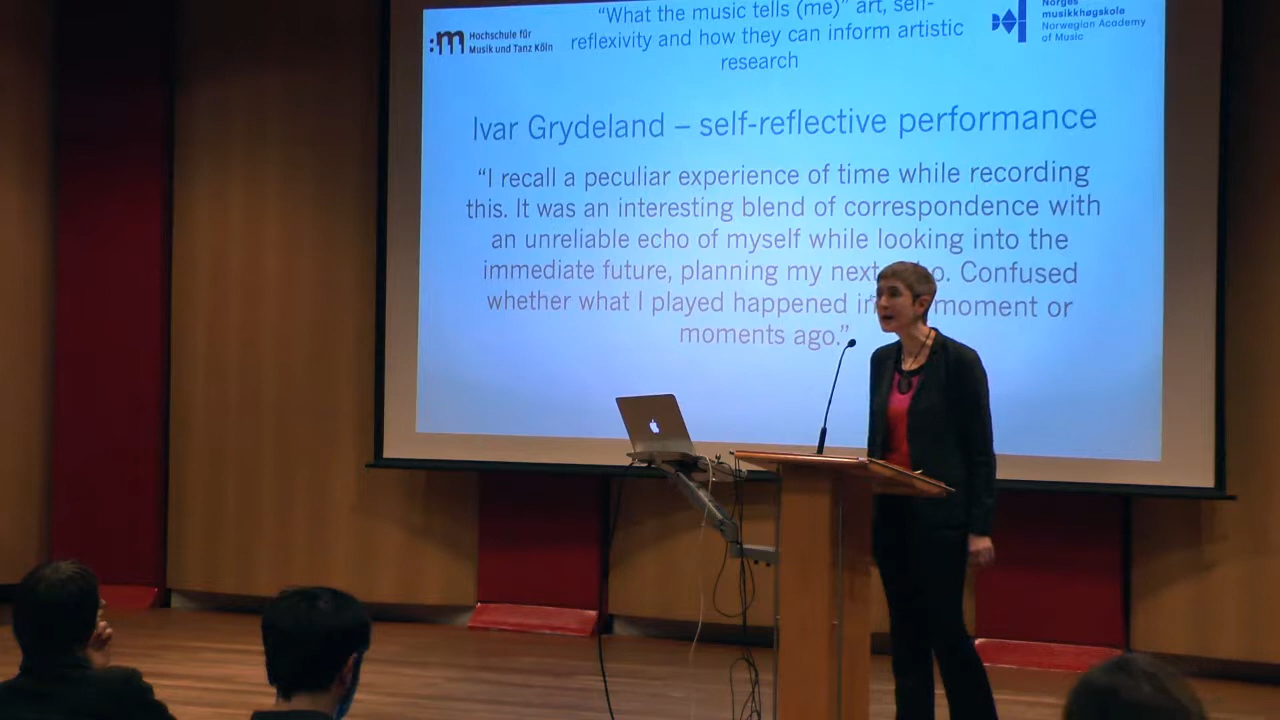 "What the music tells (me)" art, self-
reflexivity and how they can inform artistic
research
:m Hochschule für
Musik und Tanz Köln
Norges
musikkhøgskole
Norwegian Academy
of Music
Ivar Grydeland – self-reflective performance
"I recall a peculiar experience of time while recording
this. It was an interesting blend of correspondence with
an unreliable echo of myself while looking into the
immediate future, planning my next. Confused
whether what I played happened moment or
moments ago."